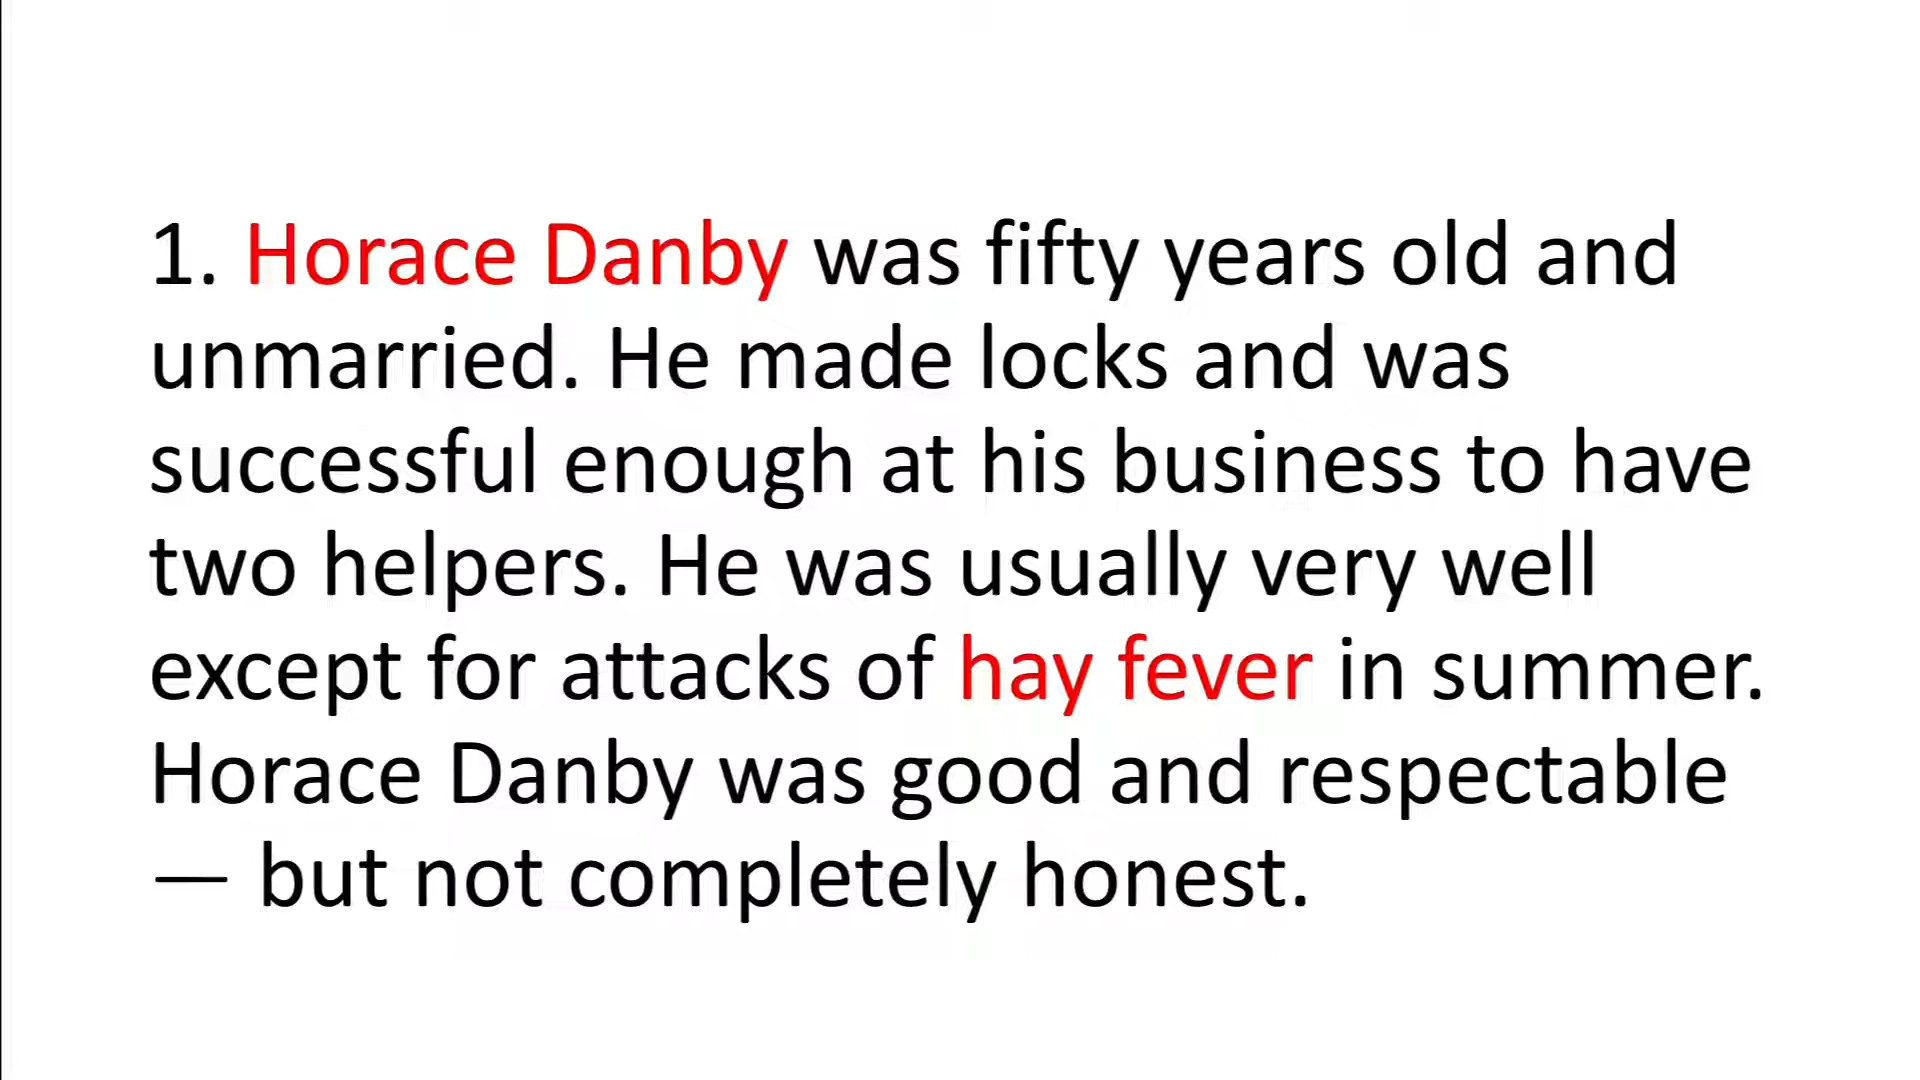 1. Horace Danby was fifty years old and
unmarried. He made locks and was
successful enough at his business to have
two helpers. He was usually very well
except for attacks of hay fever in summer.
Horace Danby was good and respectable
— but not completely honest.